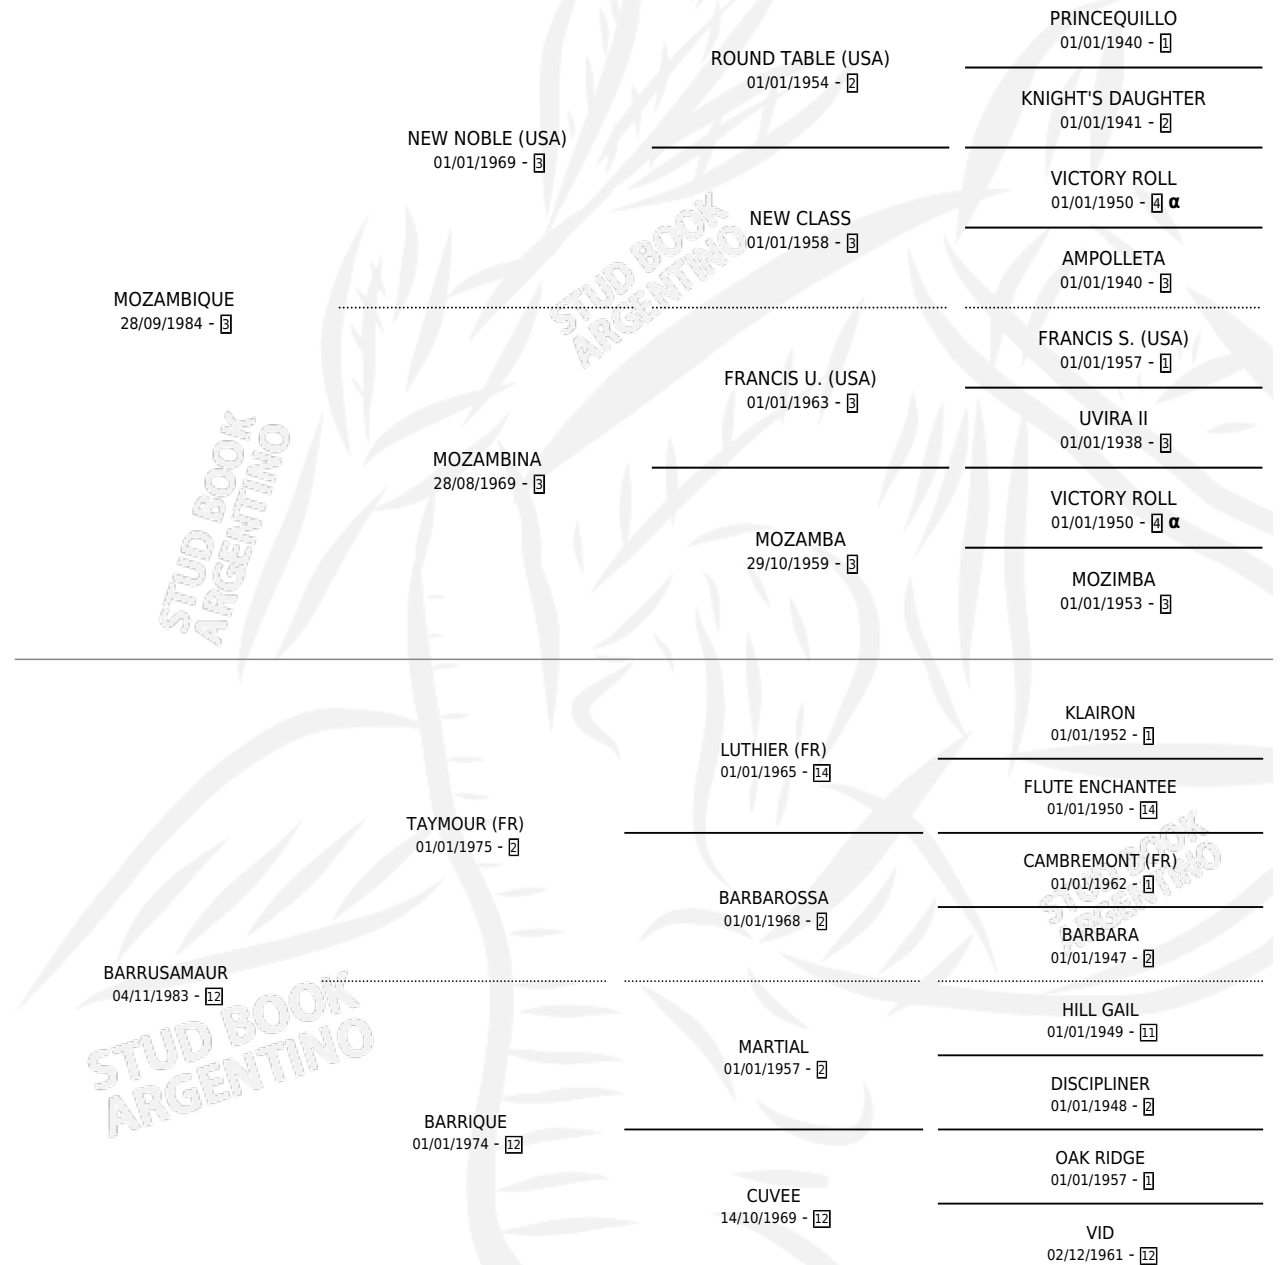 PRINCEQUILLO
01/01/1940 - 1
ROUND TABLE (USA)
01/01/1954 - 2
KNIGHT'S DAUGHTER
01/01/1941 - 2
NEW NOBLE (USA)
01/01/1969 - 3
VICTORY ROLL
01/01/1950 - 4 α
NEW CLASS
01/01/1958 - 3
AMPOLLETA
01/01/1940 - 3
MOZAMBIQUE
28/09/1984 - 3
FRANCIS S. (USA)
01/01/1957 - 1
FRANCIS U. (USA)
01/01/1963 - 3
UVIRA II
01/01/1938 - 3
MOZAMBINA
28/08/1969 - 3
VICTORY ROLL
01/01/1950 - 4 α
MOZAMBA
29/10/1959 - 3
MOZIMBA
01/01/1953 - 3
KLAIRON
01/01/1952 - 1
LUTHIER (FR)
01/01/1965 - 14
FLUTE ENCHANTEE
01/01/1950 - 14
TAYMOUR (FR)
01/01/1975 - 2
CAMBREMONT (FR)
01/01/1962 - 1
BARBAROSSA
01/01/1968 - 2
BARBARA
01/01/1947 - 2
BARRUSAMAUR
04/11/1983 - 12
HILL GAIL
01/01/1949 - 11
MARTIAL
01/01/1957 - 2
DISCIPLINER
01/01/1948 - 2
BARRIQUE
01/01/1974 - 12
OAK RIDGE
01/01/1957 - 1
CUVEE
14/10/1969 - 12
VID
02/12/1961 - 12
STUD BOOK
ARGENTINO
STUD BOOK
ARGENTINO
STUD BOOK
ARGENTINO
STUD BOOK
ARGENTINO